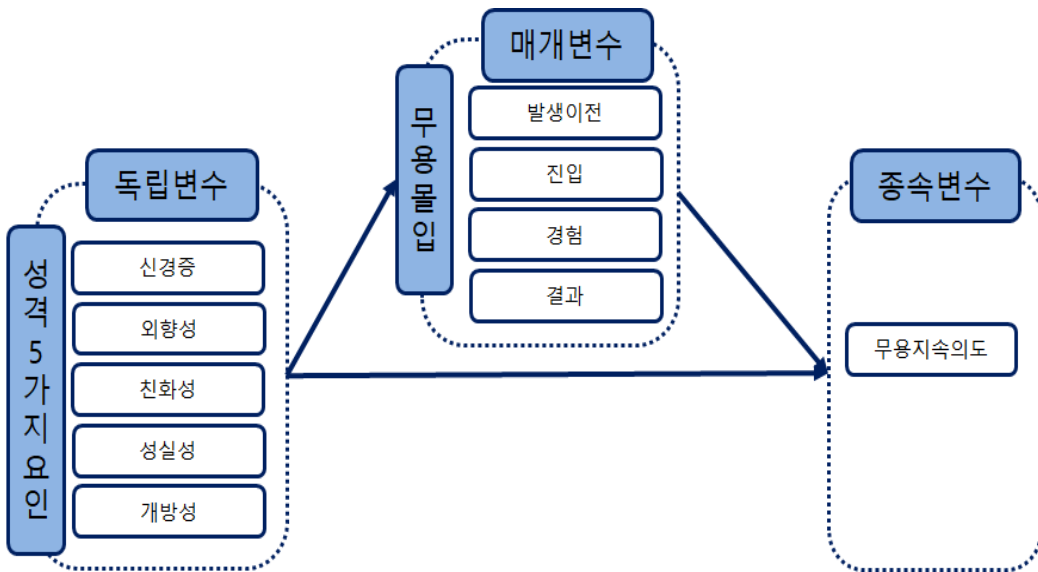 독립변수
성격5가지요인
신경증
외향성
친화성
성실성
개방성
매개변수
무용몰입
발생이전
진입
경험
결과
종속변수
무용지속의도